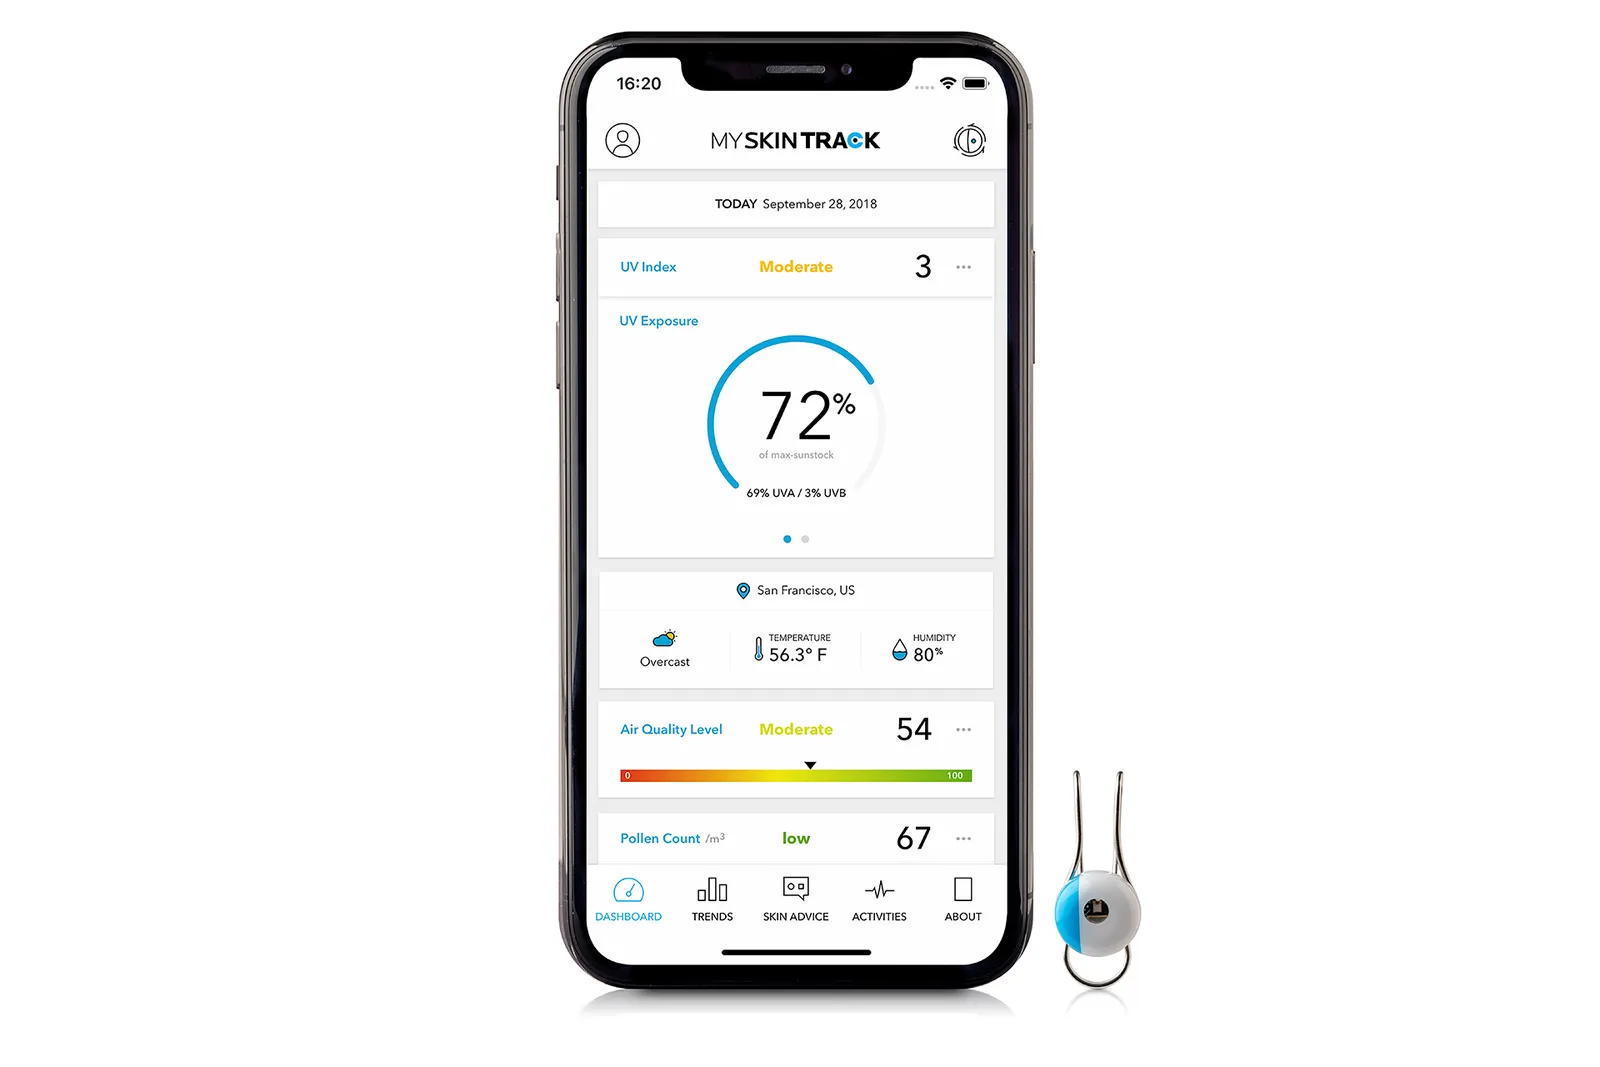 16:20
MY SKIN TRACK
TODAY September 28, 2018
UV Index Moderate 3
UV Exposure
72%
of max-sunstock
69% UVA / 3% UVB
San Francisco, US
Overcast
TEMPERATURE
56.3° F
HUMIDITY
80%
Air Quality Level Moderate 54
0 100
Pollen Count /m³ low 67
DASHBOARD TRENDS SKIN ADVICE ACTIVITIES ABOUT